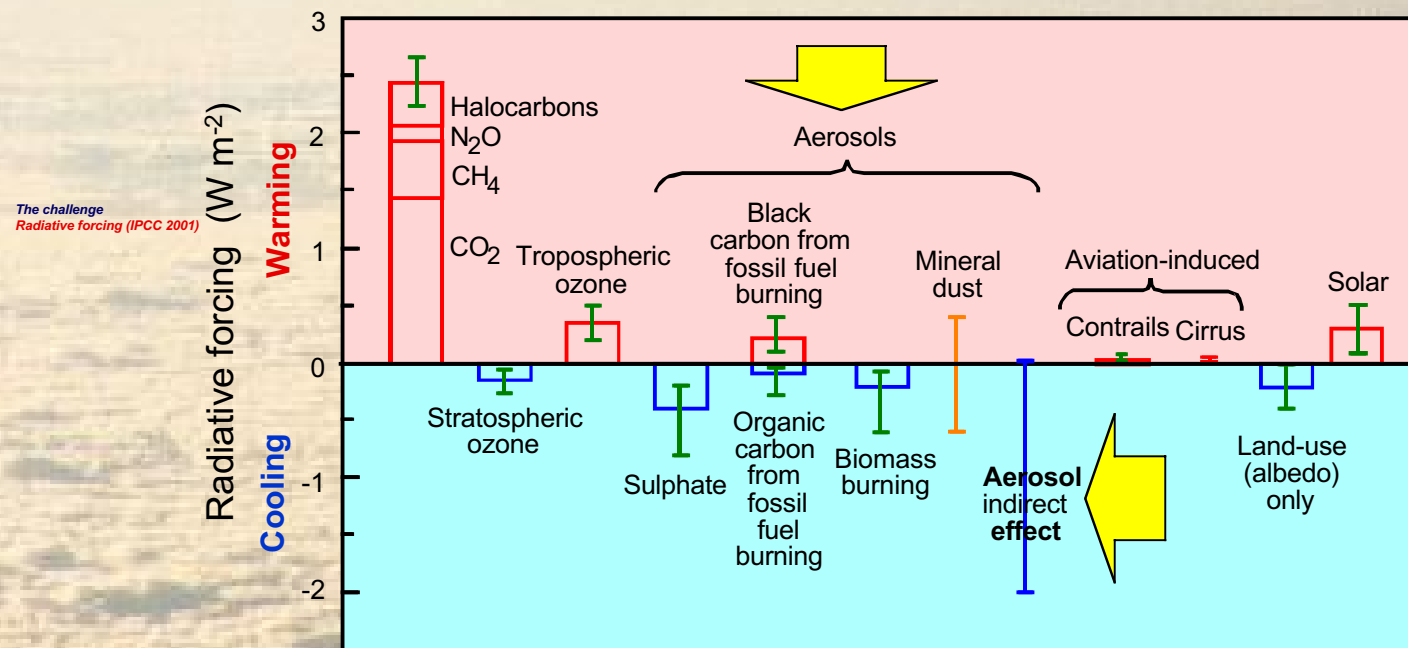 The challenge
Radiative forcing (IPCC 2001)
Radiative forcing (W m-2)
Warming
Cooling
3
2
1
0
-1
-2
Halocarbons
N2O
CH4
CO2
Stratospheric
ozone
Tropospheric
ozone
Aerosols
Sulphate
Black
carbon from
fossil fuel
burning
Organic
carbon
from
fossil
fuel
burning
Biomass
burning
Mineral
dust
Aerosol
indirect
effect
Aviation-induced
Contrails
Cirrus
Land-use
(albedo)
only
Solar